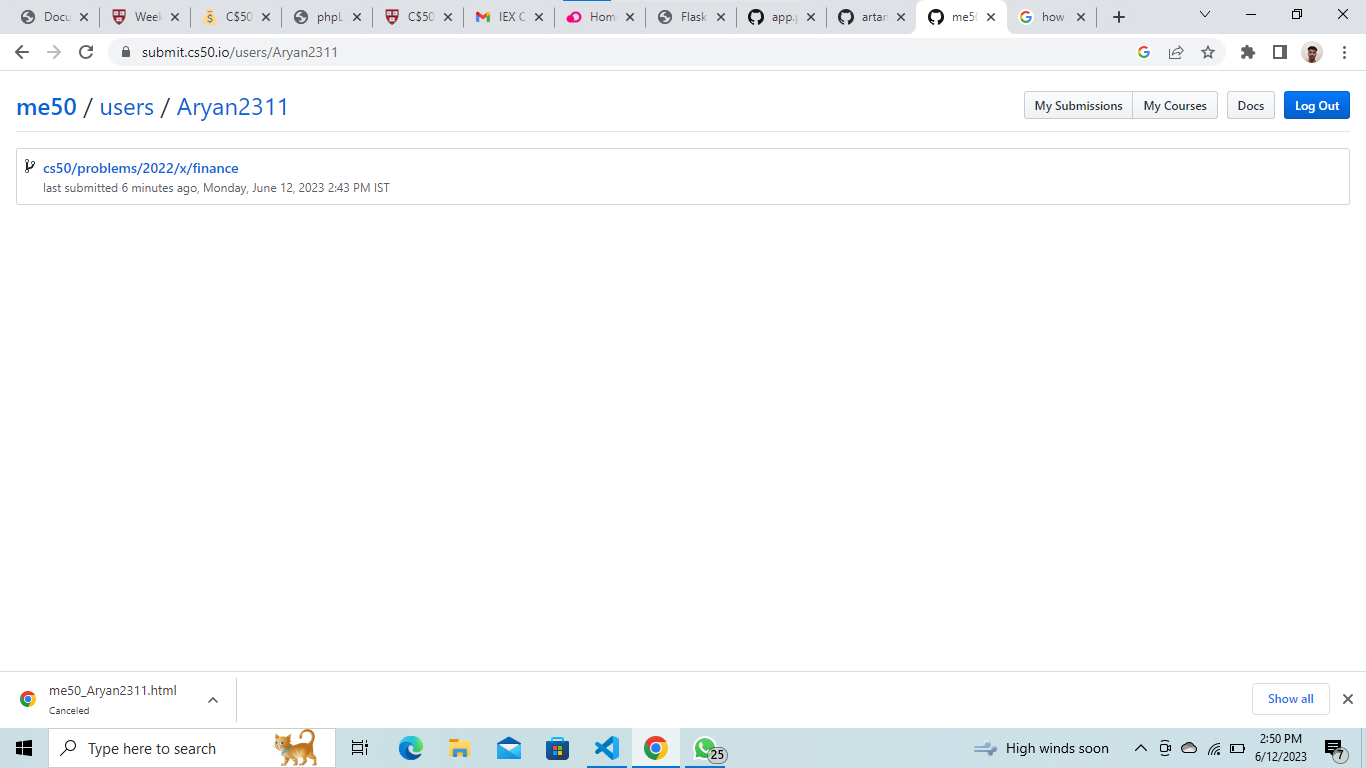 Docu
Week
C$50
phpL
C$50
IEX C
Hom
Flask
app.p
artan
me50
how
submit.cs50.io/users/Aryan2311
me50 / users / Aryan2311
My Submissions
My Courses
Docs
Log Out
cs50/problems/2022/x/finance
last submitted 6 minutes ago, Monday, June 12, 2023 2:43 PM IST
me50_Aryan2311.html
Canceled
Show all
Type here to search
25
High winds soon
2:50 PM
6/12/2023
7